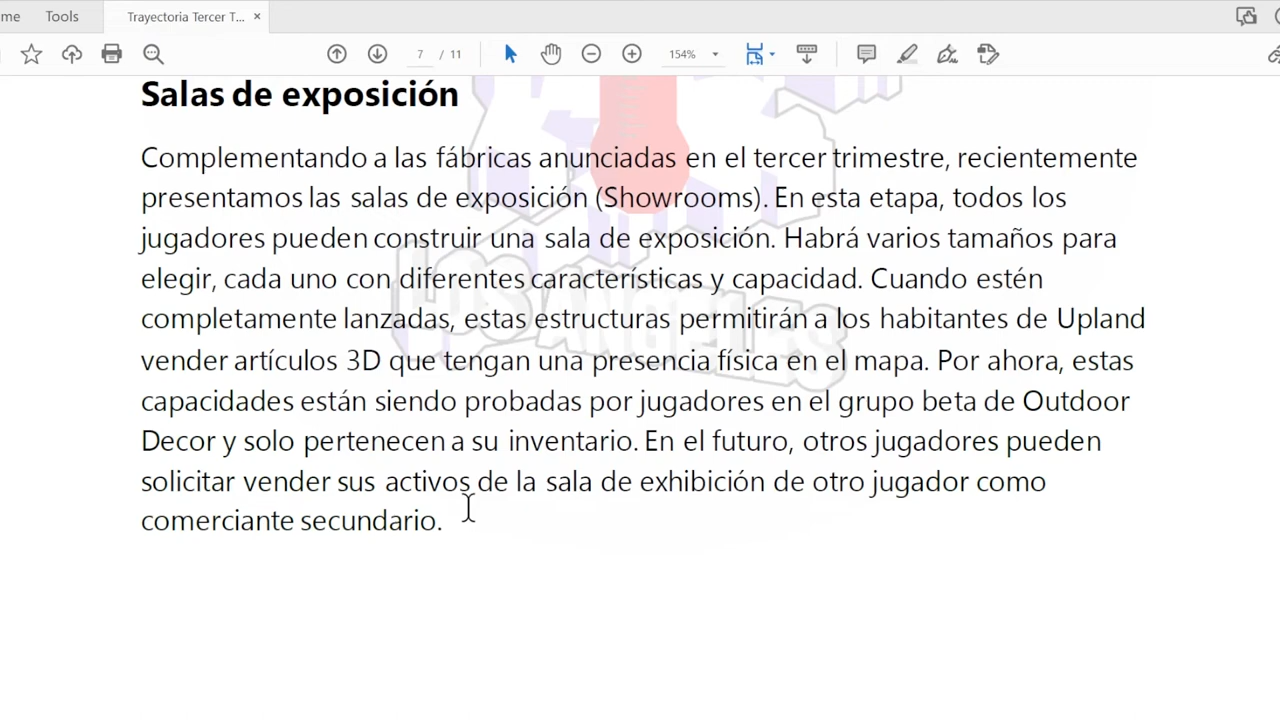 me Tools Trayectoria Tercer T... ×
7 / 11 154%
Salas de exposición
Complementando a las fábricas anunciadas en el tercer trimestre, recientemente
presentamos las salas de exposición (Showrooms). En esta etapa, todos los
jugadores pueden construir una sala de exposición. Habrá varios tamaños para
elegir, cada uno con diferentes características y capacidad. Cuando estén
completamente lanzadas, estas estructuras permitirán a los habitantes de Upland
vender artículos 3D que tengan una presencia física en el mapa. Por ahora, estas
capacidades están siendo probadas por jugadores en el grupo beta de Outdoor
Decor y solo pertenecen a su inventario. En el futuro, otros jugadores pueden
solicitar vender sus activos de la sala de exhibición de otro jugador como
comerciante secundario.
LOS ANGELES